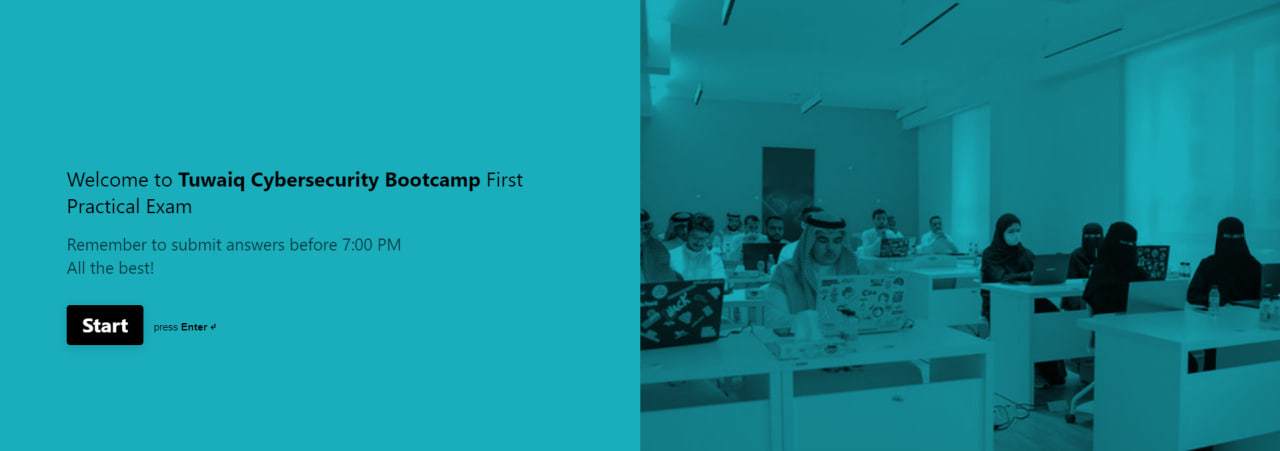 Welcome to Tuwaiq Cybersecurity Bootcamp First
Practical Exam
Remember to submit answers before 7:00 PM
All the best!
Start
press Enter ↵